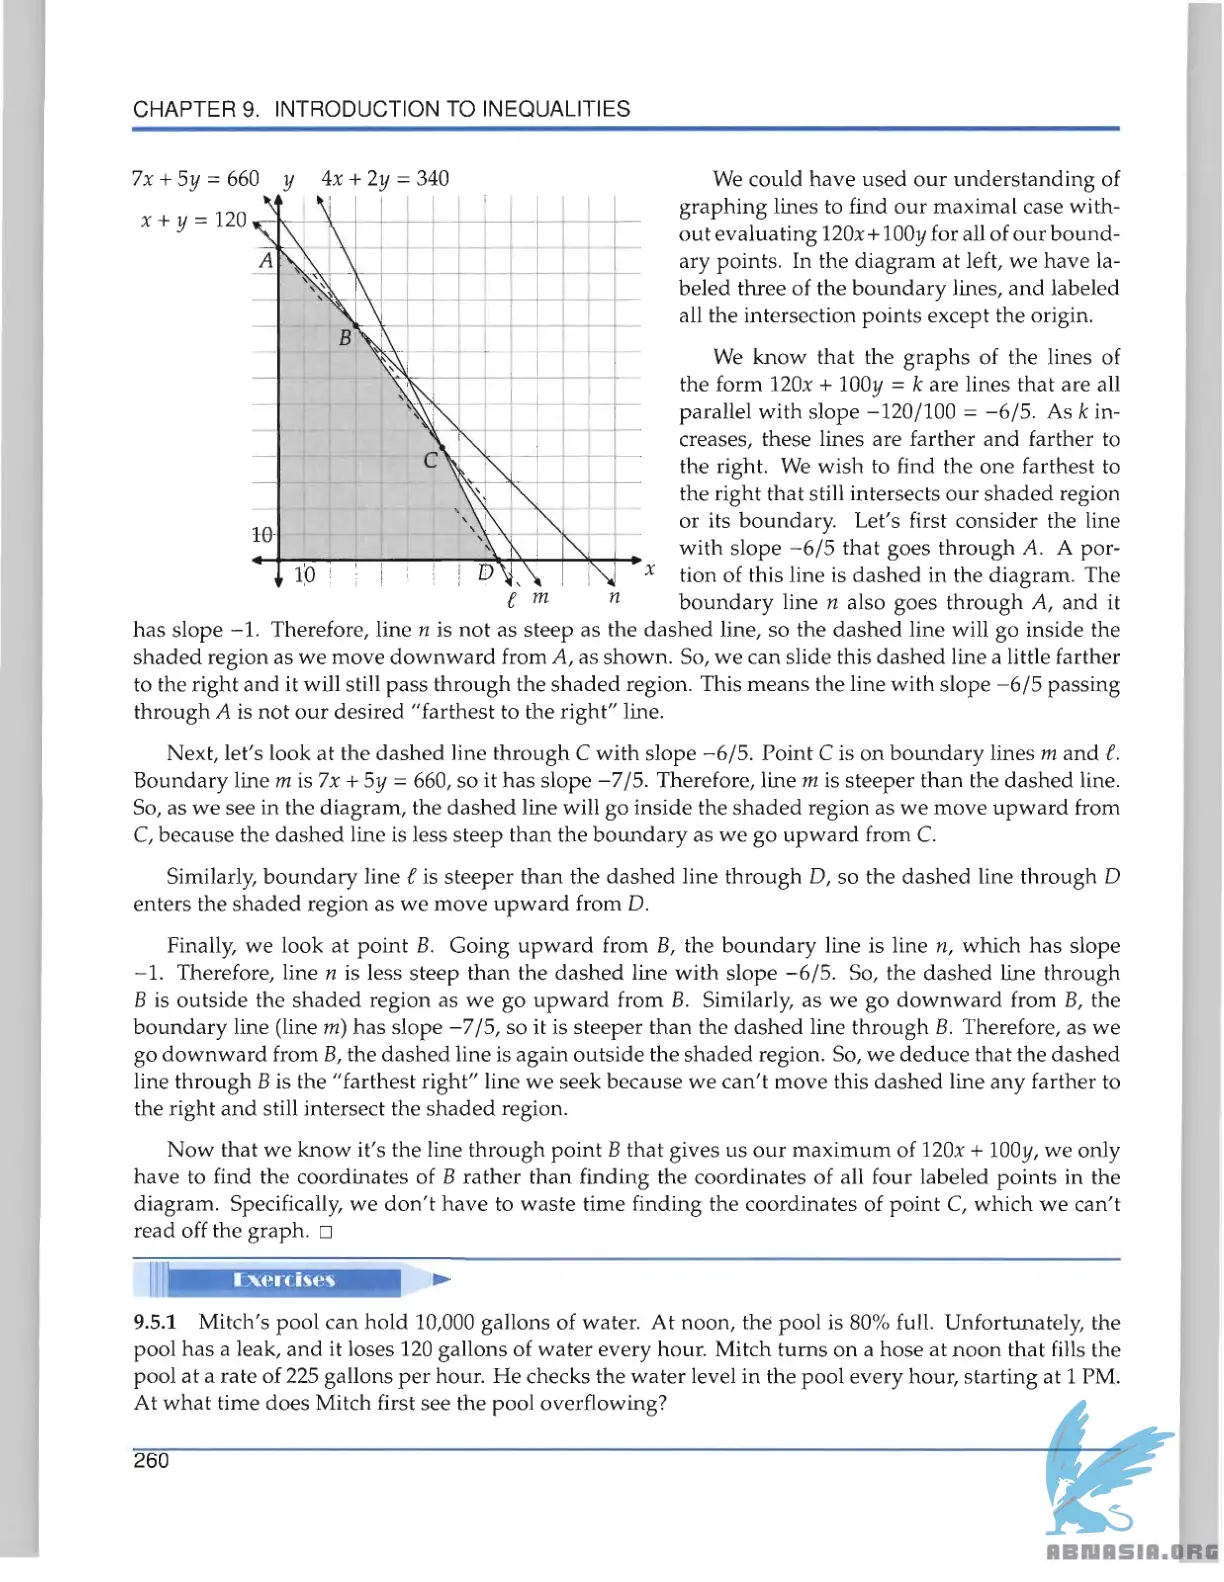 CHAPTER 9. INTRODUCTION TO INEQUALITIES
7x + 5y = 660 y 4x + 2y = 340
x + y = 120
A
B
C
10
10
D
x
ℓ m n
We could have used our understanding of
graphing lines to find our maximal case with-
out evaluating 120x+100y for all of our bound-
ary points. In the diagram at left, we have la-
beled three of the boundary lines, and labeled
all the intersection points except the origin.
We know that the graphs of the lines of
the form 120x + 100y = k are lines that are all
parallel with slope −120/100 = −6/5. As k in-
creases, these lines are farther and farther to
the right. We wish to find the one farthest to
the right that still intersects our shaded region
or its boundary. Let's first consider the line
with slope −6/5 that goes through A. A por-
tion of this line is dashed in the diagram. The
boundary line n also goes through A, and it
has slope −1. Therefore, line n is not as steep as the dashed line, so the dashed line will go inside the
shaded region as we move downward from A, as shown. So, we can slide this dashed line a little farther
to the right and it will still pass through the shaded region. This means the line with slope −6/5 passing
through A is not our desired "farthest to the right" line.
Next, let's look at the dashed line through C with slope −6/5. Point C is on boundary lines m and ℓ.
Boundary line m is 7x + 5y = 660, so it has slope −7/5. Therefore, line m is steeper than the dashed line.
So, as we see in the diagram, the dashed line will go inside the shaded region as we move upward from
C, because the dashed line is less steep than the boundary as we go upward from C.
Similarly, boundary line ℓ is steeper than the dashed line through D, so the dashed line through D
enters the shaded region as we move upward from D.
Finally, we look at point B. Going upward from B, the boundary line is line n, which has slope
−1. Therefore, line n is less steep than the dashed line with slope −6/5. So, the dashed line through
B is outside the shaded region as we go upward from B. Similarly, as we go downward from B, the
boundary line (line m) has slope −7/5, so it is steeper than the dashed line through B. Therefore, as we
go downward from B, the dashed line is again outside the shaded region. So, we deduce that the dashed
line through B is the "farthest right" line we seek because we can't move this dashed line any farther to
the right and still intersect the shaded region.
Now that we know it's the line through point B that gives us our maximum of 120x + 100y, we only
have to find the coordinates of B rather than finding the coordinates of all four labeled points in the
diagram. Specifically, we don't have to waste time finding the coordinates of point C, which we can't
read off the graph. □
Exercises
9.5.1 Mitch's pool can hold 10,000 gallons of water. At noon, the pool is 80% full. Unfortunately, the
pool has a leak, and it loses 120 gallons of water every hour. Mitch turns on a hose at noon that fills the
pool at a rate of 225 gallons per hour. He checks the water level in the pool every hour, starting at 1 PM.
At what time does Mitch first see the pool overflowing?
260
ABNASIA.ORG